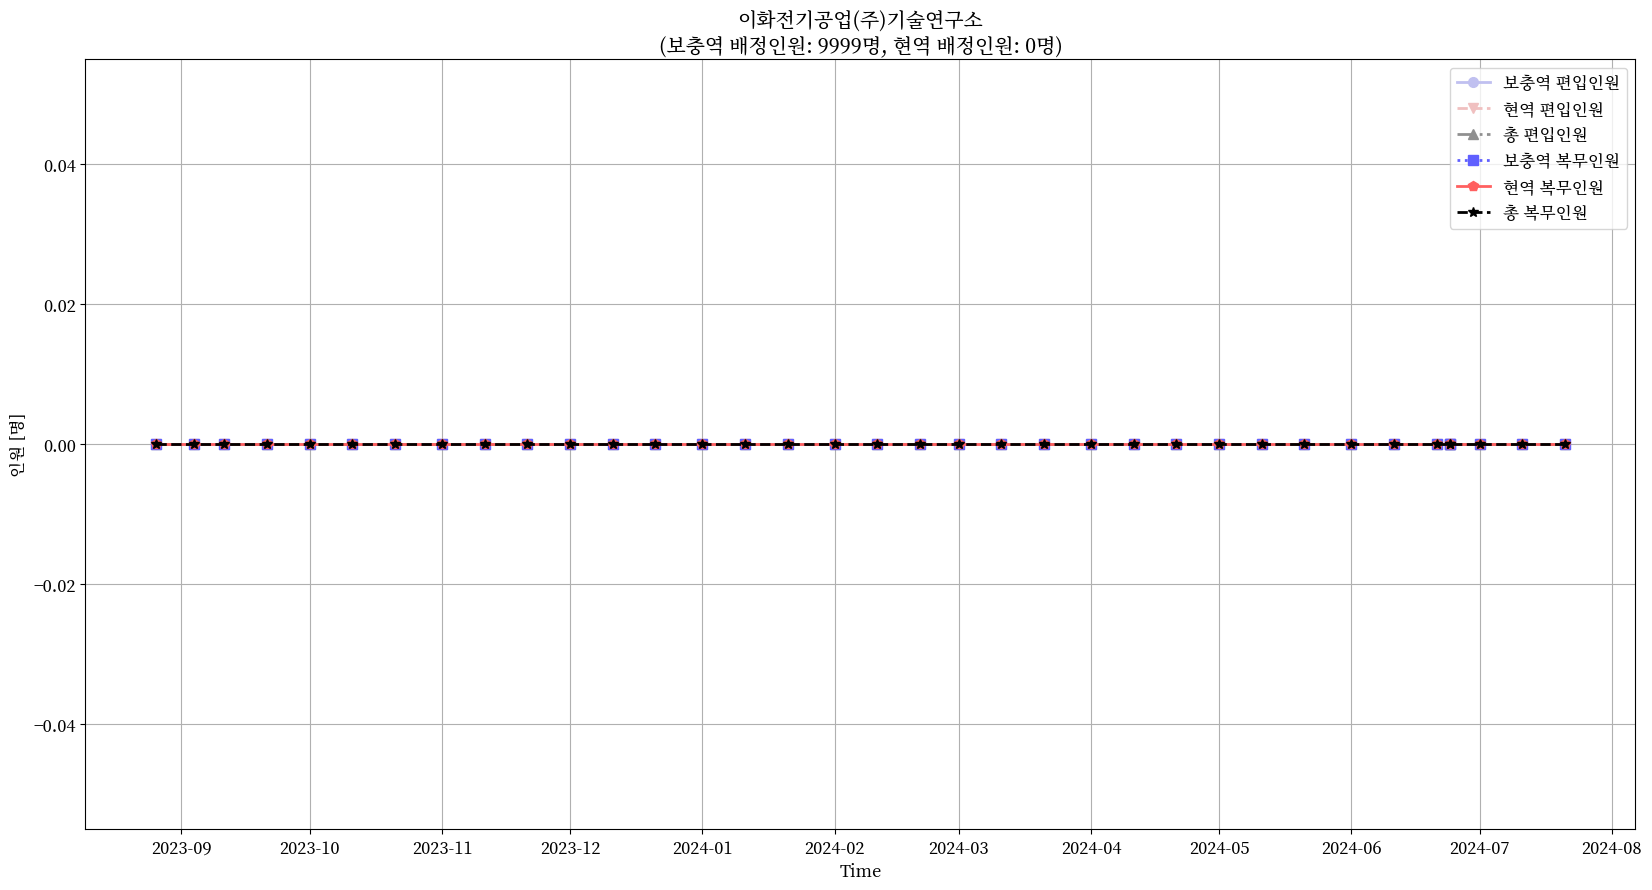 이화전기공업(주)기술연구소
(보충역 배정인원: 9999명, 현역 배정인원: 0명)
보충역 편입인원
현역 편입인원
총 편입인원
보충역 복무인원
현역 복무인원
총 복무인원
0.04
0.02
0.00
−0.02
−0.04
인원 [명]
2023-09 2023-10 2023-11 2023-12 2024-01 2024-02 2024-03 2024-04 2024-05 2024-06 2024-07 2024-08
Time